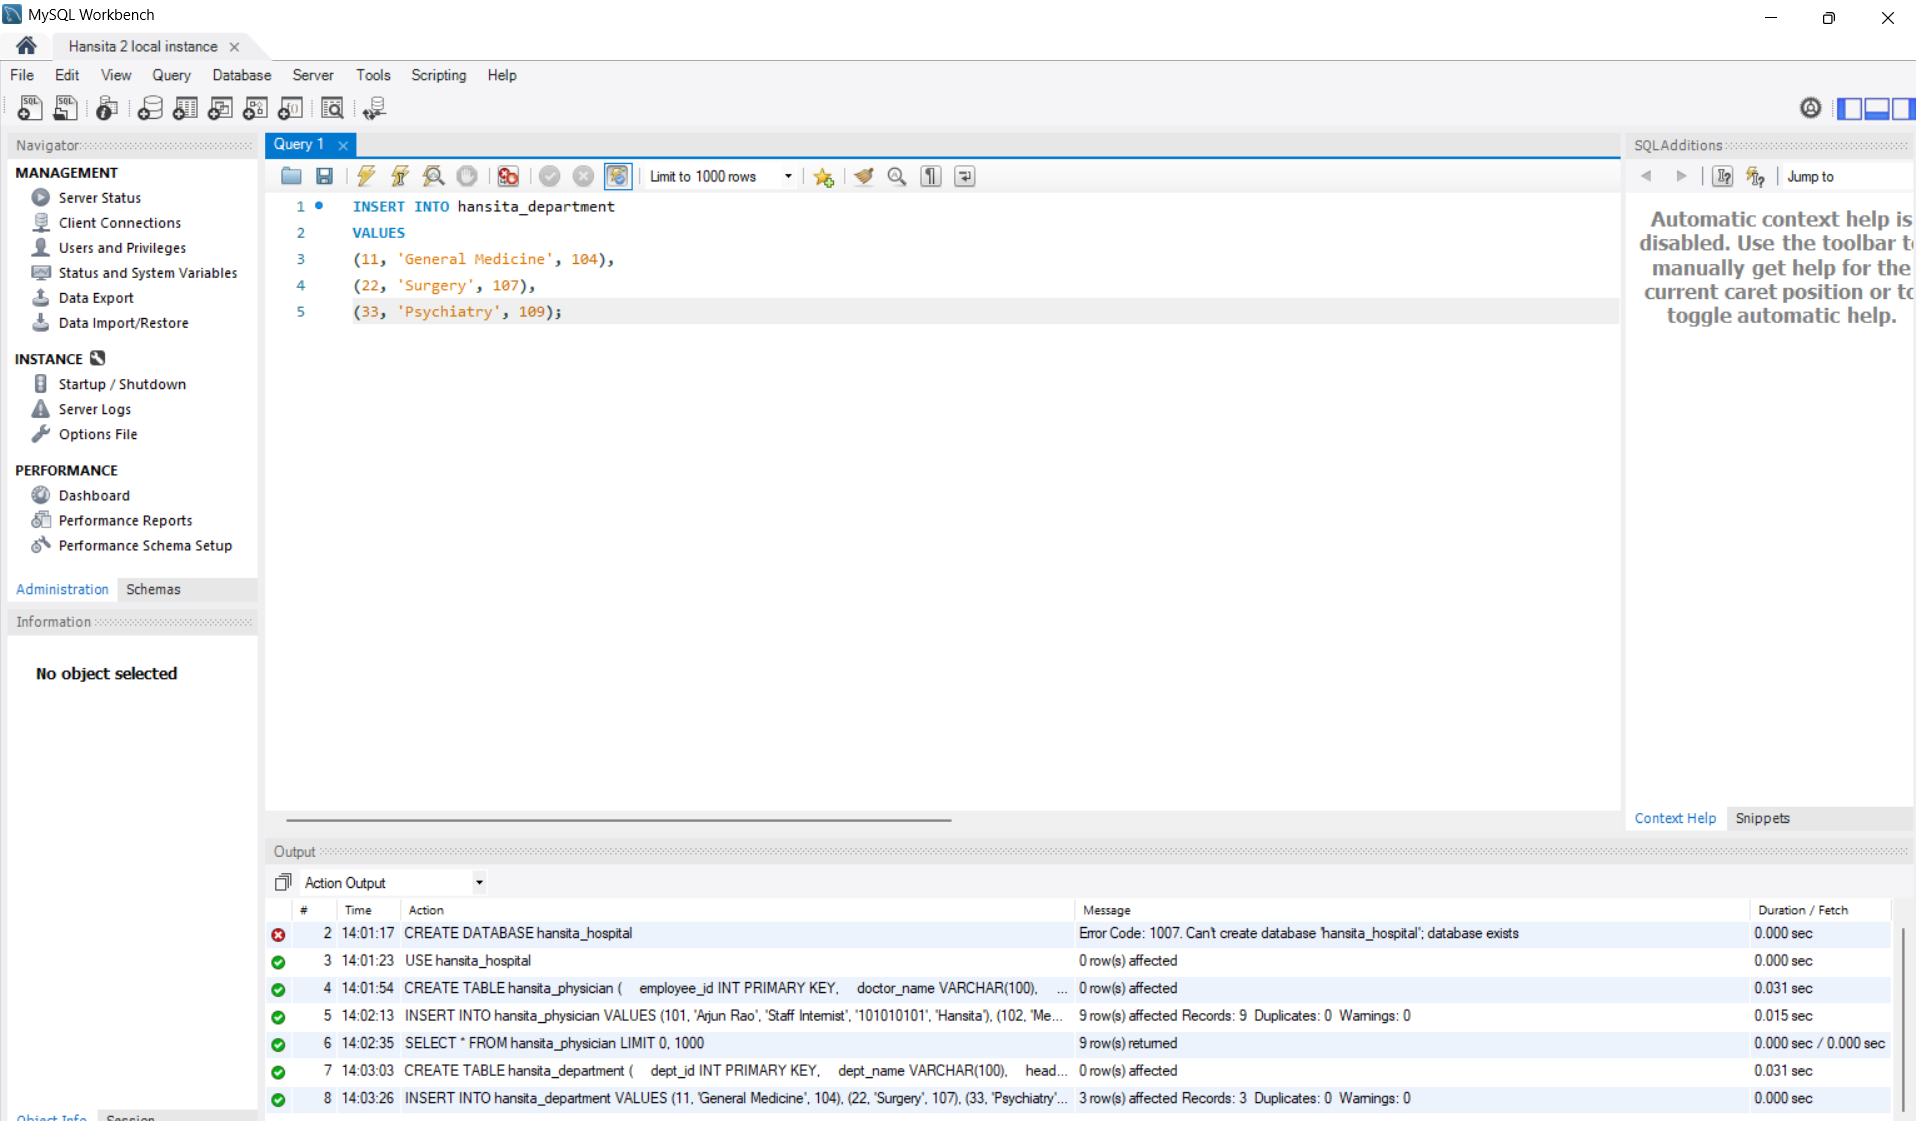 MySQL Workbench
Hansita 2 local instance
File Edit View Query Database Server Tools Scripting Help
Navigator
MANAGEMENT
Server Status
Client Connections
Users and Privileges
Status and System Variables
Data Export
Data Import/Restore
INSTANCE
Startup / Shutdown
Server Logs
Options File
PERFORMANCE
Dashboard
Performance Reports
Performance Schema Setup
Administration Schemas
Information
No object selected
Object Info Session
Query 1
Limit to 1000 rows
1 INSERT INTO hansita_department
2 VALUES
3 (11, 'General Medicine', 104),
4 (22, 'Surgery', 107),
5 (33, 'Psychiatry', 109);
SQLAdditions
Jump to
Automatic context help is
disabled. Use the toolbar t
manually get help for the
current caret position or to
toggle automatic help.
Context Help Snippets
Output
Action Output
# Time Action Message Duration / Fetch
2 14:01:17 CREATE DATABASE hansita_hospital Error Code: 1007. Can't create database 'hansita_hospital'; database exists 0.000 sec
3 14:01:23 USE hansita_hospital 0 row(s) affected 0.000 sec
4 14:01:54 CREATE TABLE hansita_physician ( employee_id INT PRIMARY KEY, doctor_name VARCHAR(100), ... 0 row(s) affected 0.031 sec
5 14:02:13 INSERT INTO hansita_physician VALUES (101, 'Arjun Rao', 'Staff Internist', '101010101', 'Hansita'), (102, 'Me... 9 row(s) affected Records: 9 Duplicates: 0 Warnings: 0 0.015 sec
6 14:02:35 SELECT * FROM hansita_physician LIMIT 0, 1000 9 row(s) returned 0.000 sec / 0.000 sec
7 14:03:03 CREATE TABLE hansita_department ( dept_id INT PRIMARY KEY, dept_name VARCHAR(100), head... 0 row(s) affected 0.031 sec
8 14:03:26 INSERT INTO hansita_department VALUES (11, 'General Medicine', 104), (22, 'Surgery', 107), (33, 'Psychiatry'... 3 row(s) affected Records: 3 Duplicates: 0 Warnings: 0 0.000 sec